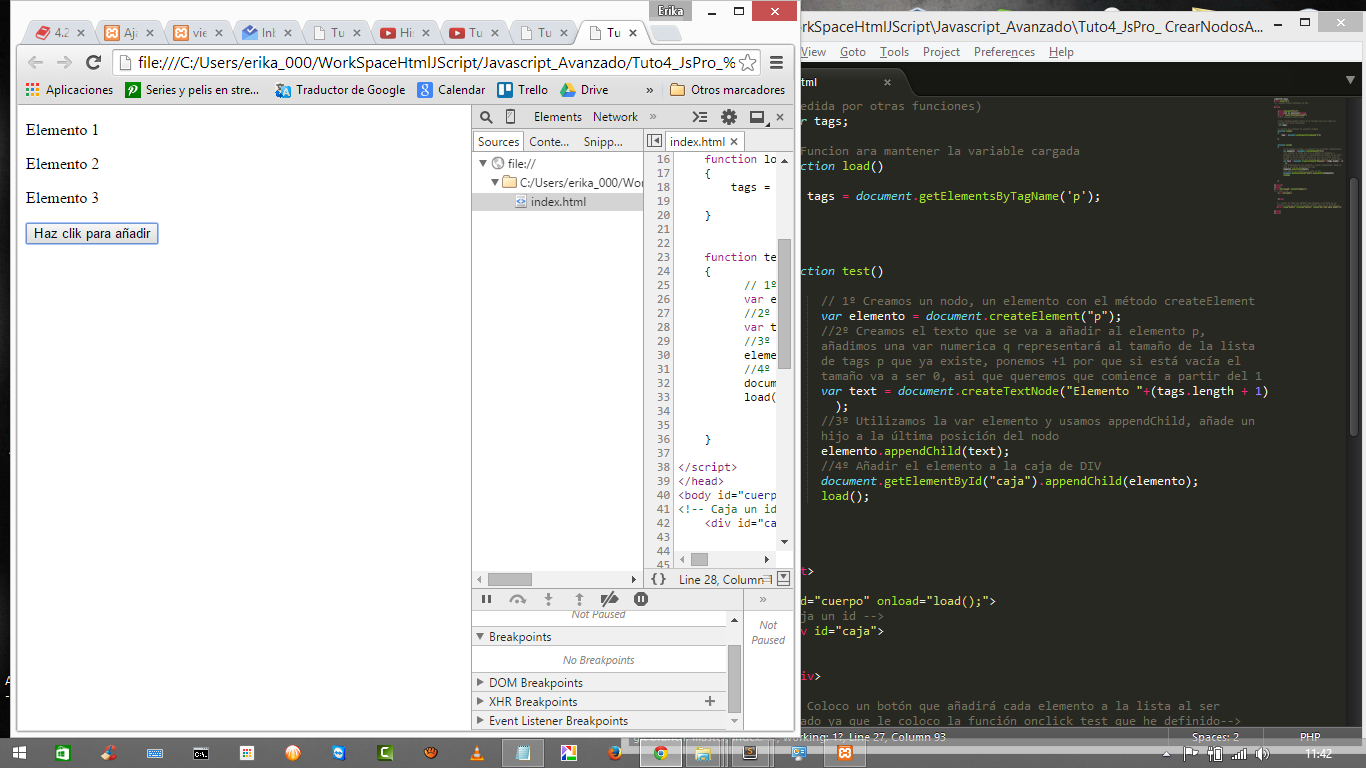 Erika
4.2
Aja
vie
Inb
Tu
His
Tu
Tu
Tu
file:///C:/Users/erika_000/WorkSpaceHtmlJScript/Javascript_Avanzado/Tuto4_JsPro_%
Aplicaciones
Series y pelis en stre...
Traductor de Google
Calendar
Trello
Drive
»
Otros marcadores
Elemento 1
Elemento 2
Elemento 3
Haz clik para añadir
Elements Network »
Sources Conte... Snipp...
file://
C:/Users/erika_000/Wor
index.html
index.html
16 function lo
17 {
18 tags =
19
20 }
21
22
23 function te
24 {
25 // 1º
26 var e
27 //2º
28 var t
29 //3º
30 eleme
31 //4º
32 docum
33 load(
34
35
36 }
37
38 </script>
39 </head>
40 <body id="cuerpo
41 <!-- Caja un id
42 <div id="ca
43
44
45
{} Line 28, Column 1
Not Paused
Breakpoints
No Breakpoints
DOM Breakpoints
XHR Breakpoints +
Event Listener Breakpoints
»
Not
Paused
rkSpaceHtmlJScript\Javascript_Avanzado\Tuto4_JsPro_ CrearNodosA...
View Goto Tools Project Preferences Help
tml
edida por otras funciones)
r tags;
Funcion ara mantener la variable cargada
ction load()
tags = document.getElementsByTagName('p');
ction test()
// 1º Creamos un nodo, un elemento con el método createElement
var elemento = document.createElement("p");
//2º Creamos el texto que se va a añadir al elemento p,
añadimos una var numerica q representará al tamaño de la lista
de tags p que ya existe, ponemos +1 por que si está vacía el
tamaño va a ser 0, asi que queremos que comience a partir del 1
var text = document.createTextNode("Elemento "+(tags.length + 1)
);
//3º Utilizamos la var elemento y usamos appendChild, añade un
hijo a la última posición del nodo
elemento.appendChild(text);
//4º Añadir el elemento a la caja de DIV
document.getElementById("caja").appendChild(elemento);
load();
t>
d="cuerpo" onload="load();">
ja un id -->
v id="caja">
div>
Coloco un botón que añadirá cada elemento a la lista al ser
ado ya que le coloco la función onclick test que he definido-->
Line 27, Column 93
Spaces: 2
PHP
11:42